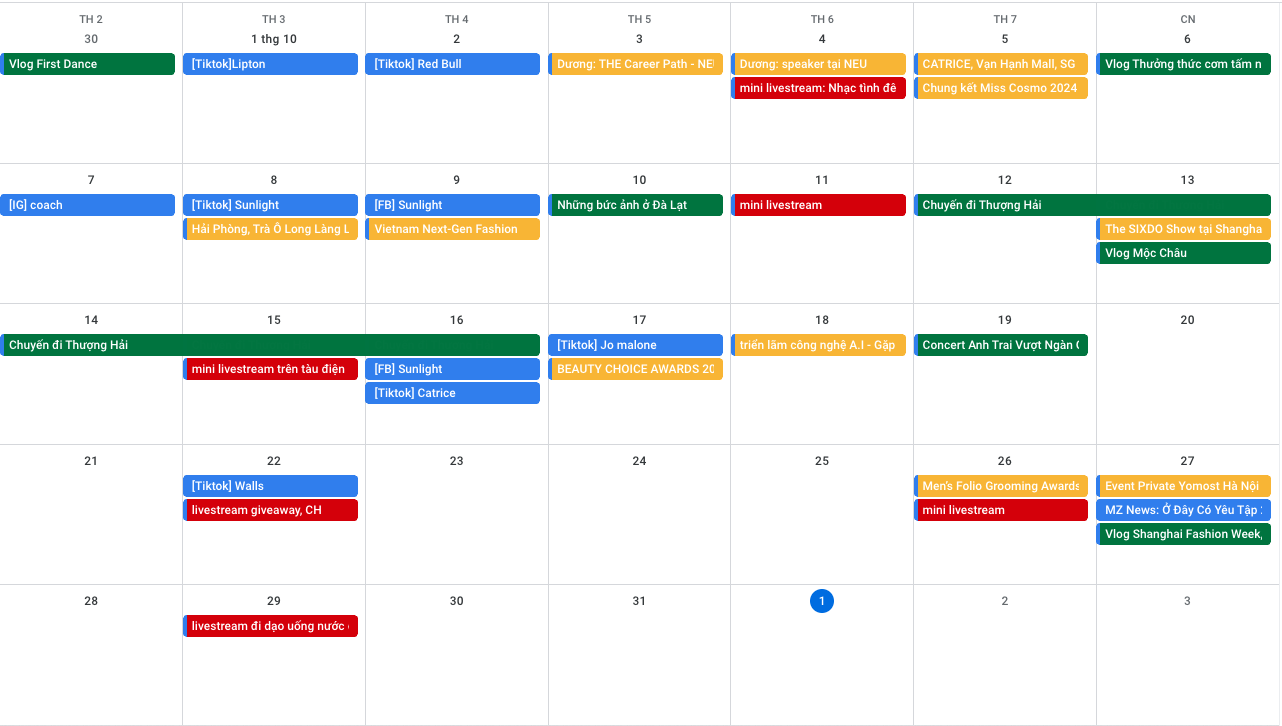 TH 2 TH 3 TH 4 TH 5 TH 6 TH 7 CN
30 1 thg 10 2 3 4 5 6
Vlog First Dance [Tiktok]Lipton [Tiktok] Red Bull Dương: THE Career Path - NE Dương: speaker tại NEU CATRICE, Vạn Hạnh Mall, SG Vlog Thưởng thức cơm tấm n
mini livestream: Nhạc tình đê Chung kết Miss Cosmo 2024
7 8 9 10 11 12 13
[IG] coach [Tiktok] Sunlight [FB] Sunlight Những bức ảnh ở Đà Lạt mini livestream Chuyến đi Thượng Hải
Hải Phòng, Trà Ô Long Làng L Vietnam Next-Gen Fashion The SIXDO Show tại Shangha
Vlog Mộc Châu
14 15 16 17 18 19 20
Chuyến đi Thượng Hải [Tiktok] Jo malone triển lãm công nghệ A.I - Gặp Concert Anh Trai Vượt Ngàn
mini livestream trên tàu điện [FB] Sunlight BEAUTY CHOICE AWARDS 20
[Tiktok] Catrice
21 22 23 24 25 26 27
[Tiktok] Walls Men's Folio Grooming Awards Event Private Yomost Hà Nội
livestream giveaway, CH mini livestream MZ News: Ở Đây Có Yêu Tập
Vlog Shanghai Fashion Week,
28 29 30 31 1 2 3
livestream đi dạo uống nước